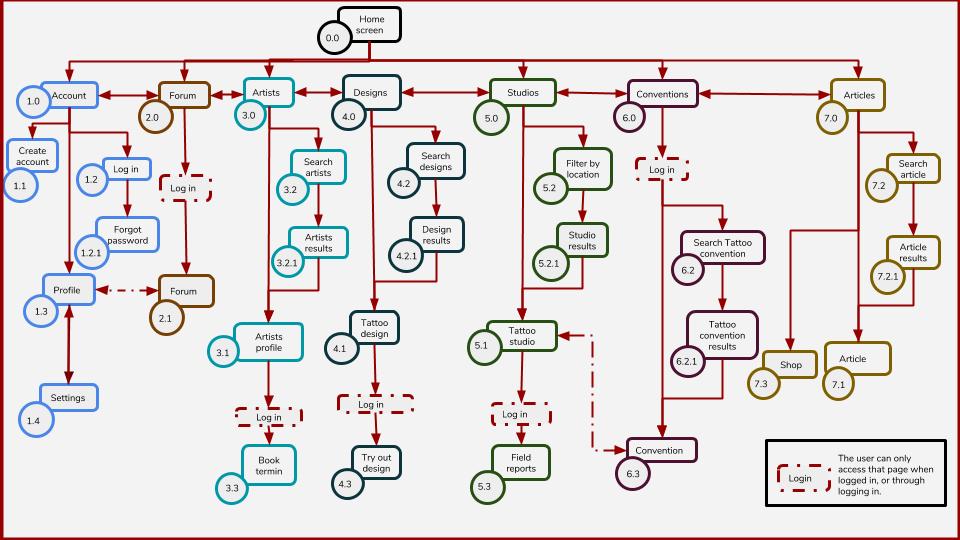 Home
screen
0.0
Account
1.0
Forum
2.0
Artists
3.0
Designs
4.0
Studios
5.0
Conventions
6.0
Articles
7.0
Create
account
1.1
Log in
1.2
Forgot
password
1.2.1
Profile
1.3
Settings
1.4
Log in
Forum
2.1
Search
artists
3.2
Artists
results
3.2.1
Artists
profile
3.1
Log in
Book
termin
3.3
Search
designs
4.2
Design
results
4.2.1
Tattoo
design
4.1
Log in
Try out
design
4.3
Filter by
location
5.2
Studio
results
5.2.1
Tattoo
studio
5.1
Log in
Field
reports
5.3
Log in
Search Tattoo
convention
6.2
Tattoo
convention
results
6.2.1
Convention
6.3
Search
article
7.2
Article
results
7.2.1
Shop
7.3
Article
7.1
Login
The user can only
access that page when
logged in, or through
logging in.